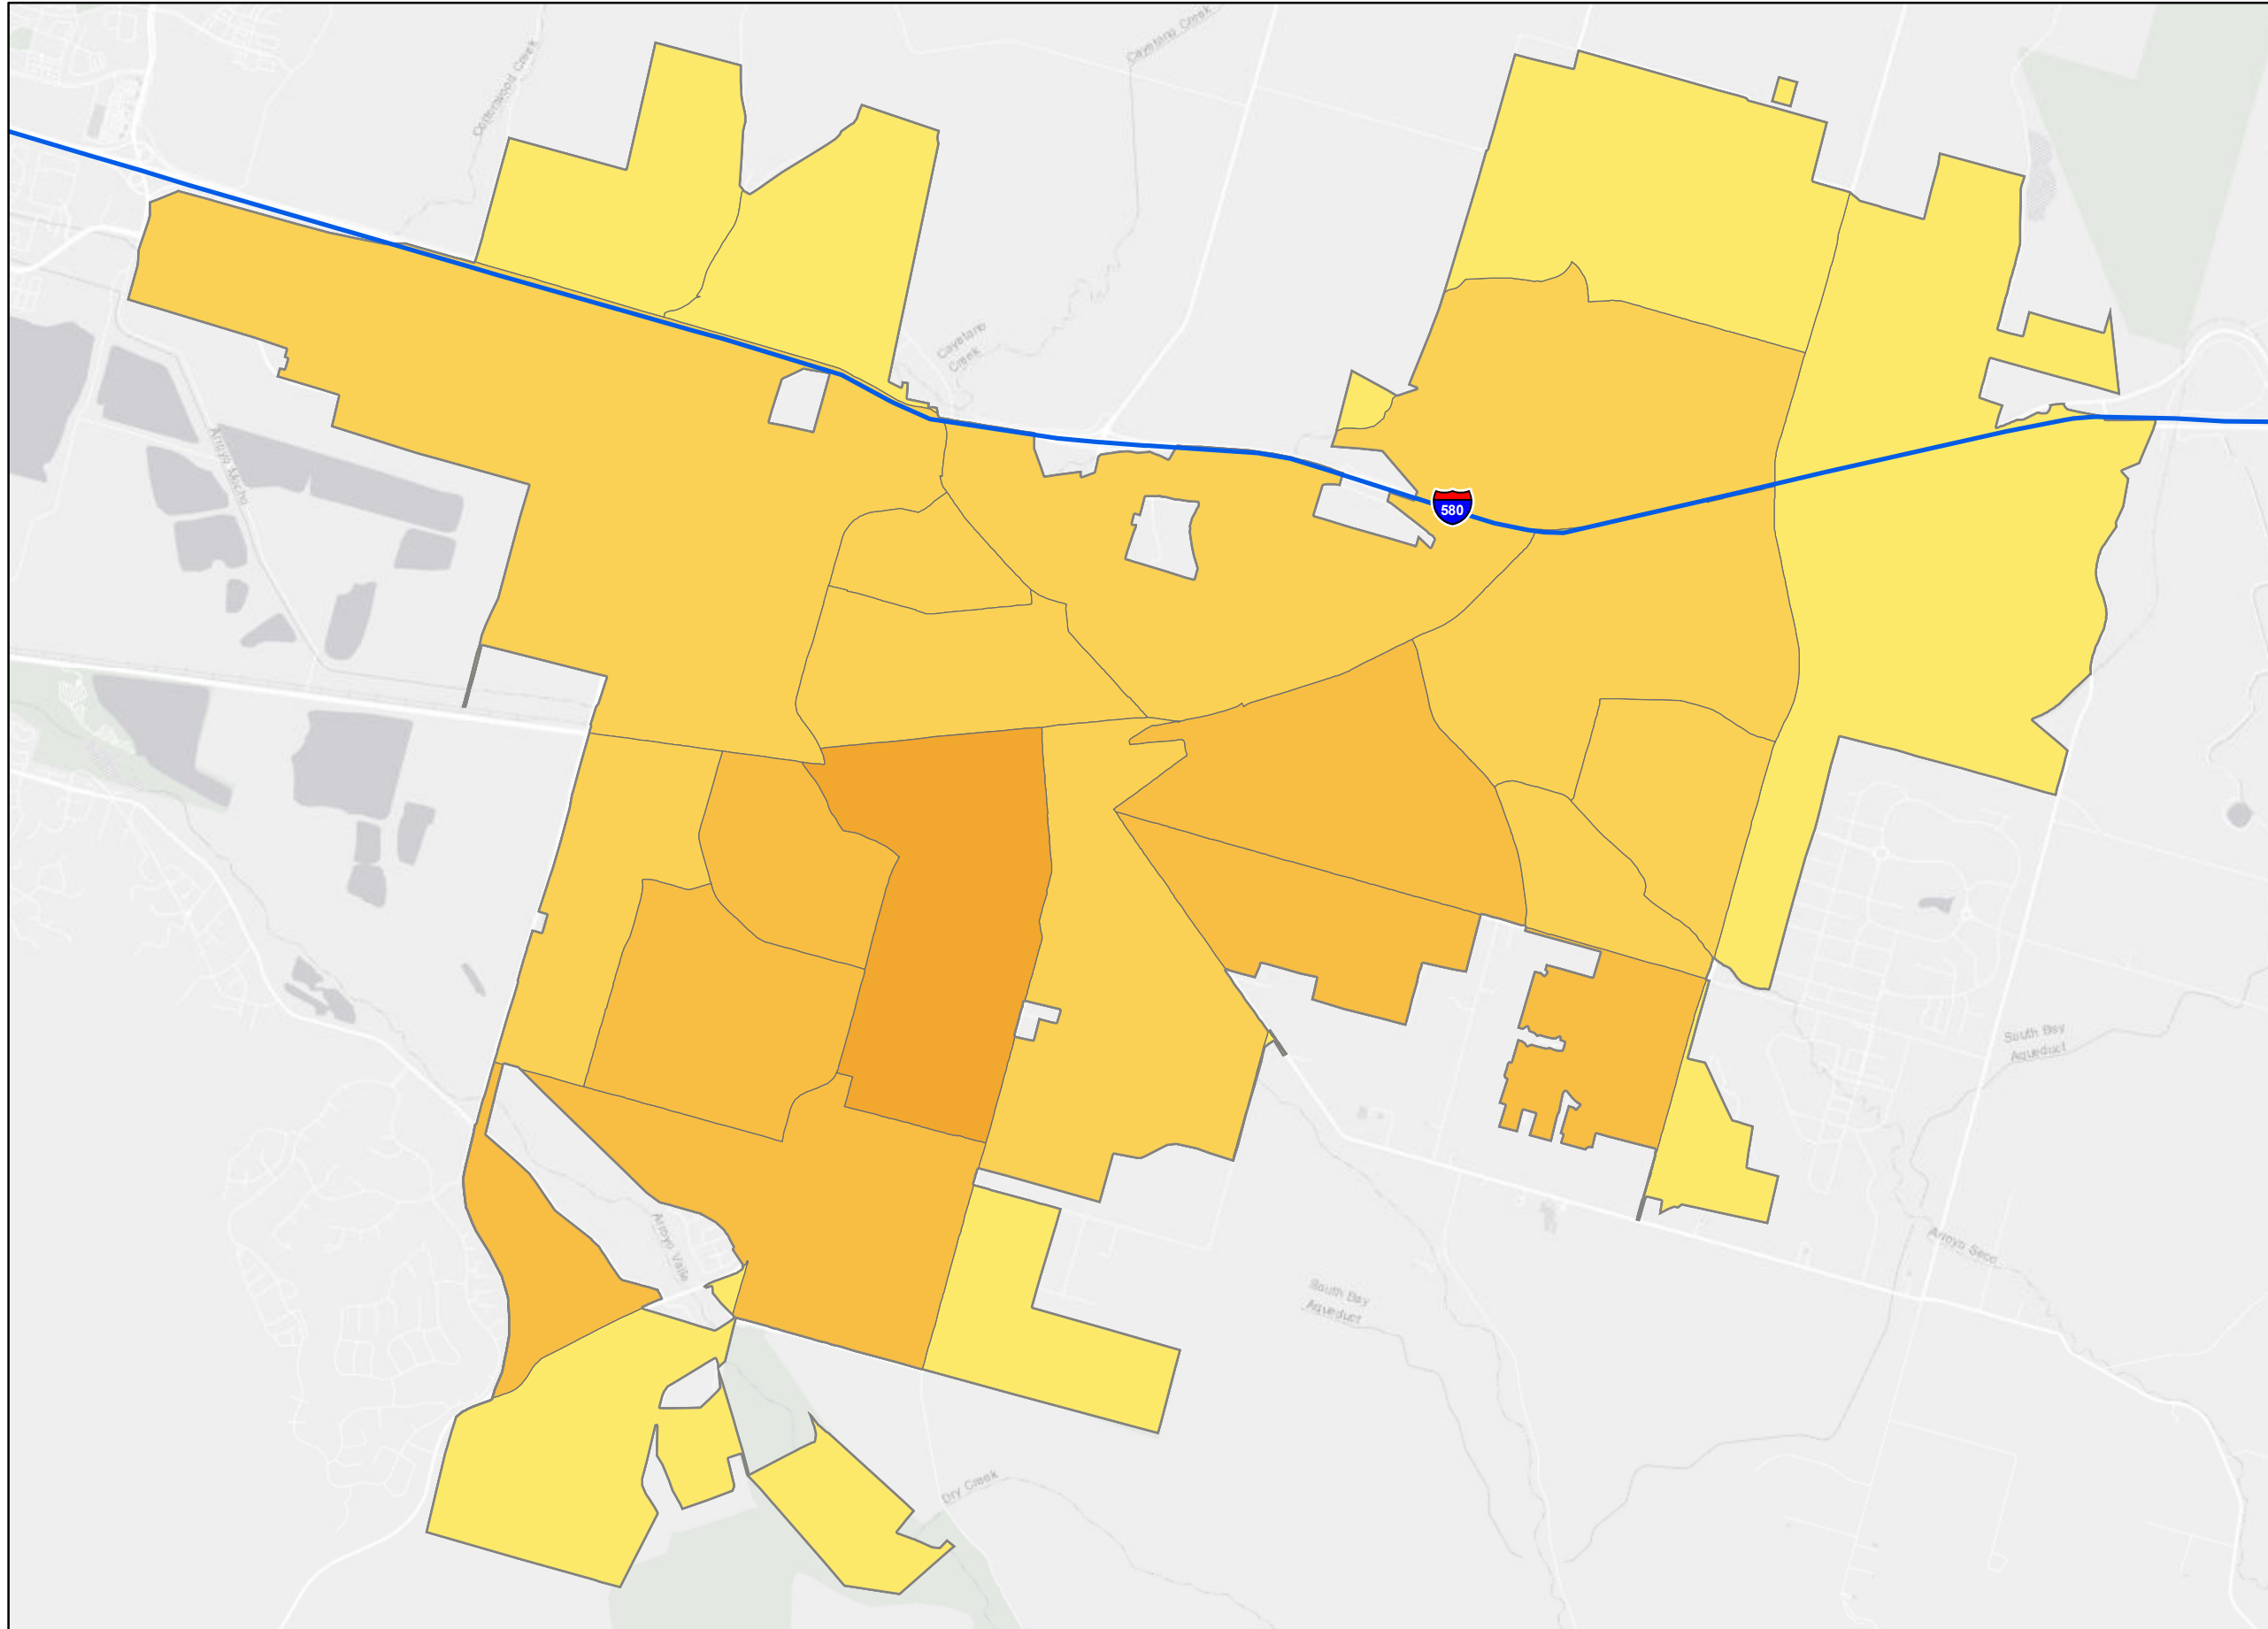 Cayetano Creek
Cottonwood Creek
Cayetano
Creek
Arroyo Mocho
580
South Bay
Aqueduct
Arroyo Valle
Arroyo Seco
South Bay
Aqueduct
Dry Creek